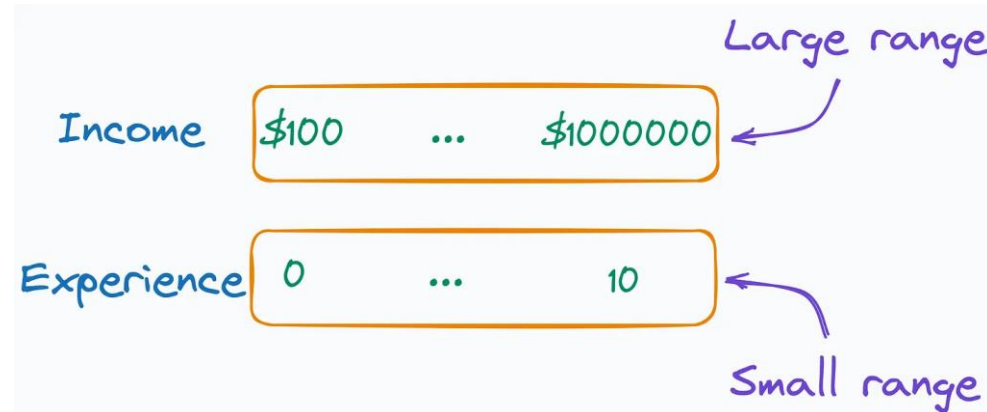 Large range
Income $100 ... $1000000
Experience 0 ... 10
Small range